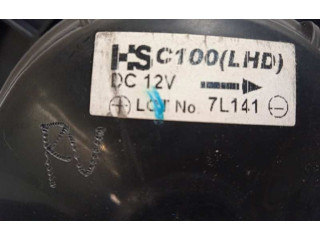 HS C100(LHD)
DC 12V
⊕ LOT No. 7L141 ⊖